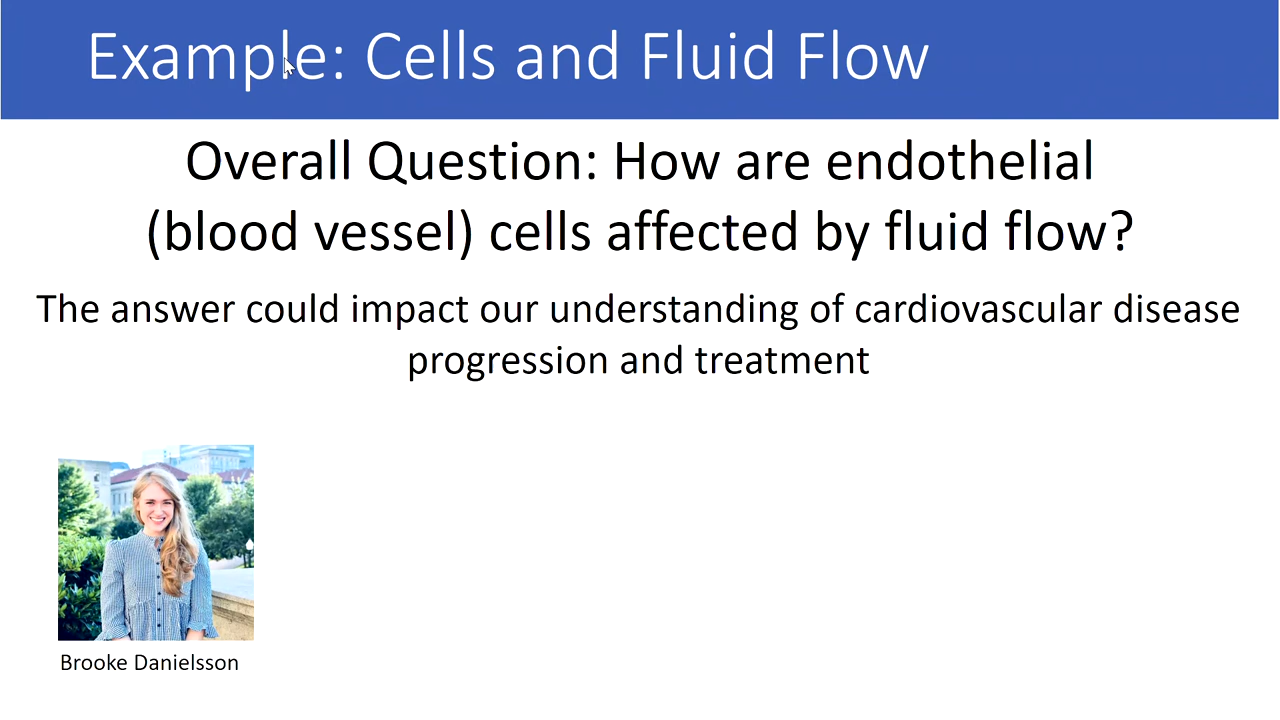 Example: Cells and Fluid Flow
Overall Question: How are endothelial
(blood vessel) cells affected by fluid flow?
The answer could impact our understanding of cardiovascular disease
progression and treatment
Brooke Danielsson